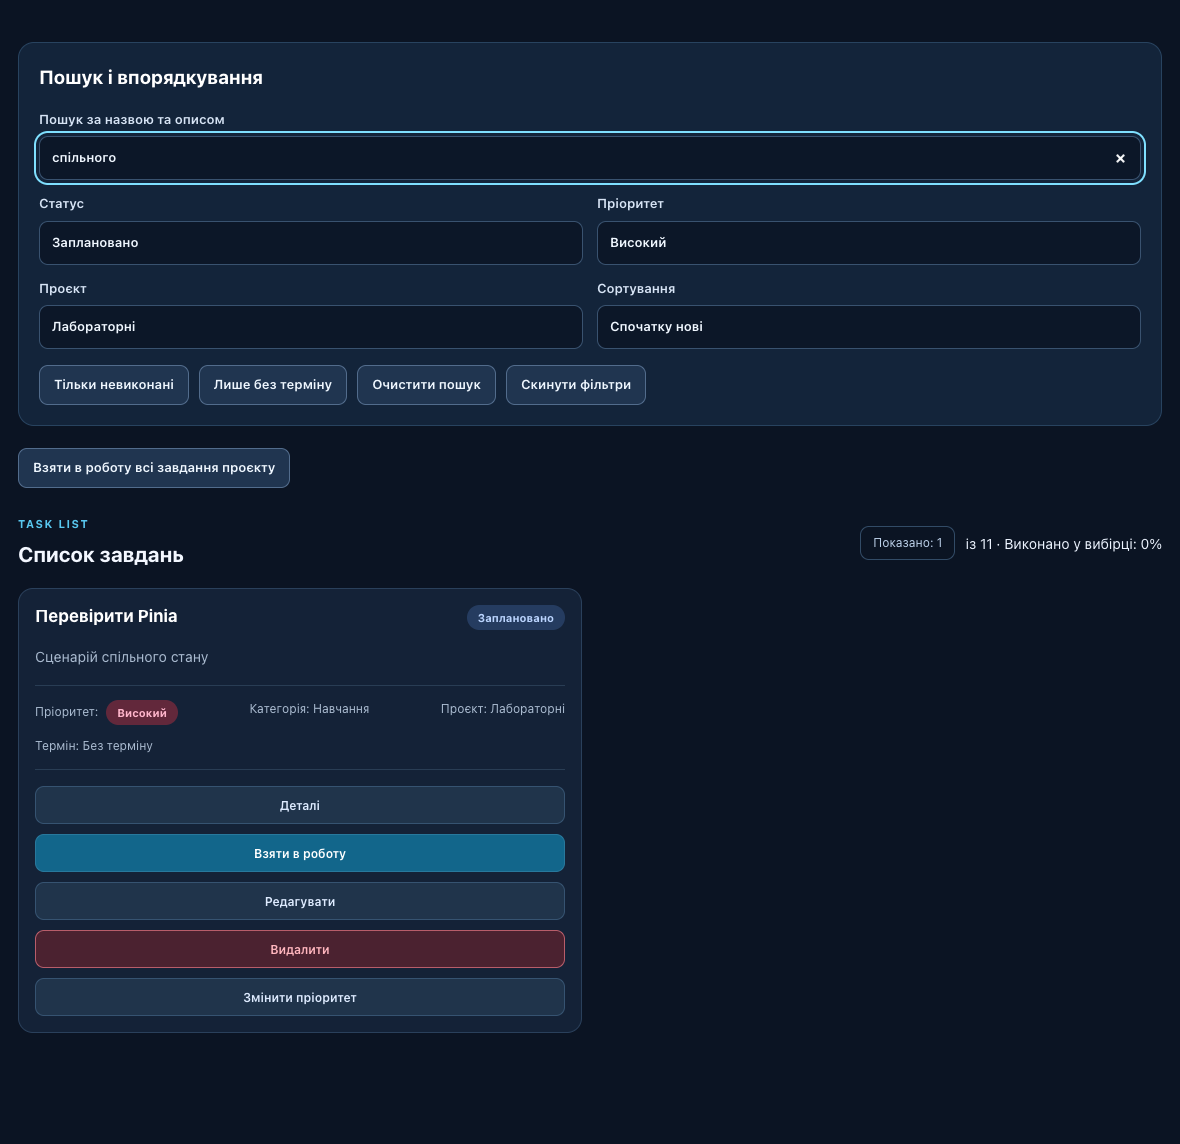 Пошук і впорядкування
Пошук за назвою та описом
спільного ×
Статус Пріоритет
Заплановано Високий
Проєкт Сортування
Лабораторні Спочатку нові
Тільки невиконані Лише без терміну Очистити пошук Скинути фільтри
Взяти в роботу всі завдання проєкту
TASK LIST
Список завдань
Показано: 1 із 11 · Виконано у вибірці: 0%
Перевірити Pinia Заплановано
Сценарій спільного стану
Пріоритет: Високий Категорія: Навчання Проєкт: Лабораторні
Термін: Без терміну
Деталі
Взяти в роботу
Редагувати
Видалити
Змінити пріоритет